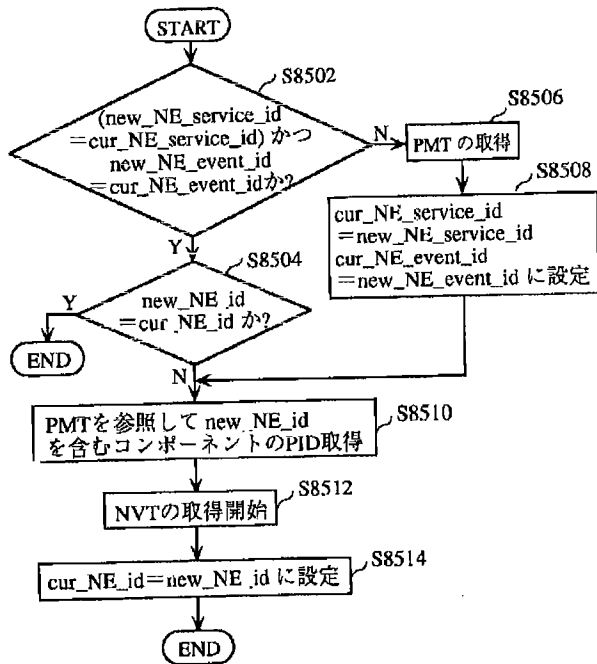 START
S8502
(new_NE_service_id
=cur_NE_service_id) かつ
new_NE_event_id
=cur_NE_event_idか?
N
S8506
PMT の取得
S8508
cur_NE_service_id
=new_NE_service_id
cur_NE_event_id
=new_NE_event_id に設定
Y
S8504
new_NE_id
=cur_NE_id か?
Y
END
N
PMTを参照して new_NE_id
を含むコンポーネントのPID取得
S8510
NVTの取得開始
S8512
cur_NE_id=new_NE_id に設定
S8514
END